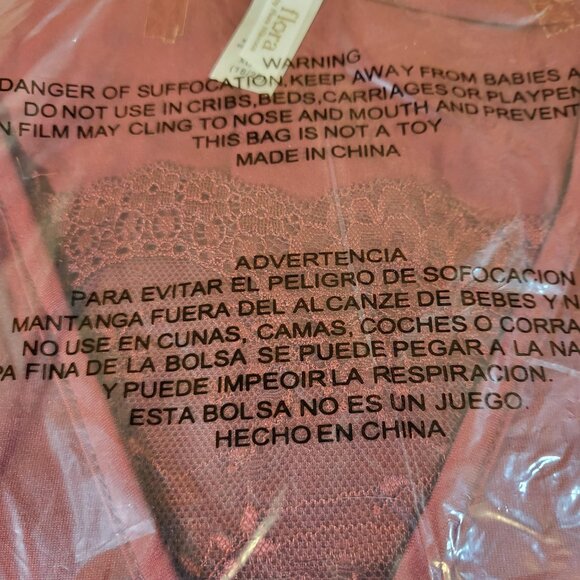 flora
WARNING
DANGER OF SUFFOCATION, KEEP AWAY FROM BABIES A
DO NOT USE IN CRIBS,BEDS,CARRIAGES OR PLAYPEN
N FILM MAY CLING TO NOSE AND MOUTH AND PREVENT
THIS BAG IS NOT A TOY
MADE IN CHINA
ADVERTENCIA
PARA EVITAR EL PELIGRO DE SOFOCACION
MANTANGA FUERA DEL ALCANZE DE BEBES Y N
NO USE EN CUNAS, CAMAS, COCHES O CORRA
PA FINA DE LA BOLSA SE PUEDE PEGAR A LA NA
Y PUEDE IMPEOIR LA RESPIRACION.
ESTA BOLSA NO ES UN JUEGO.
HECHO EN CHINA